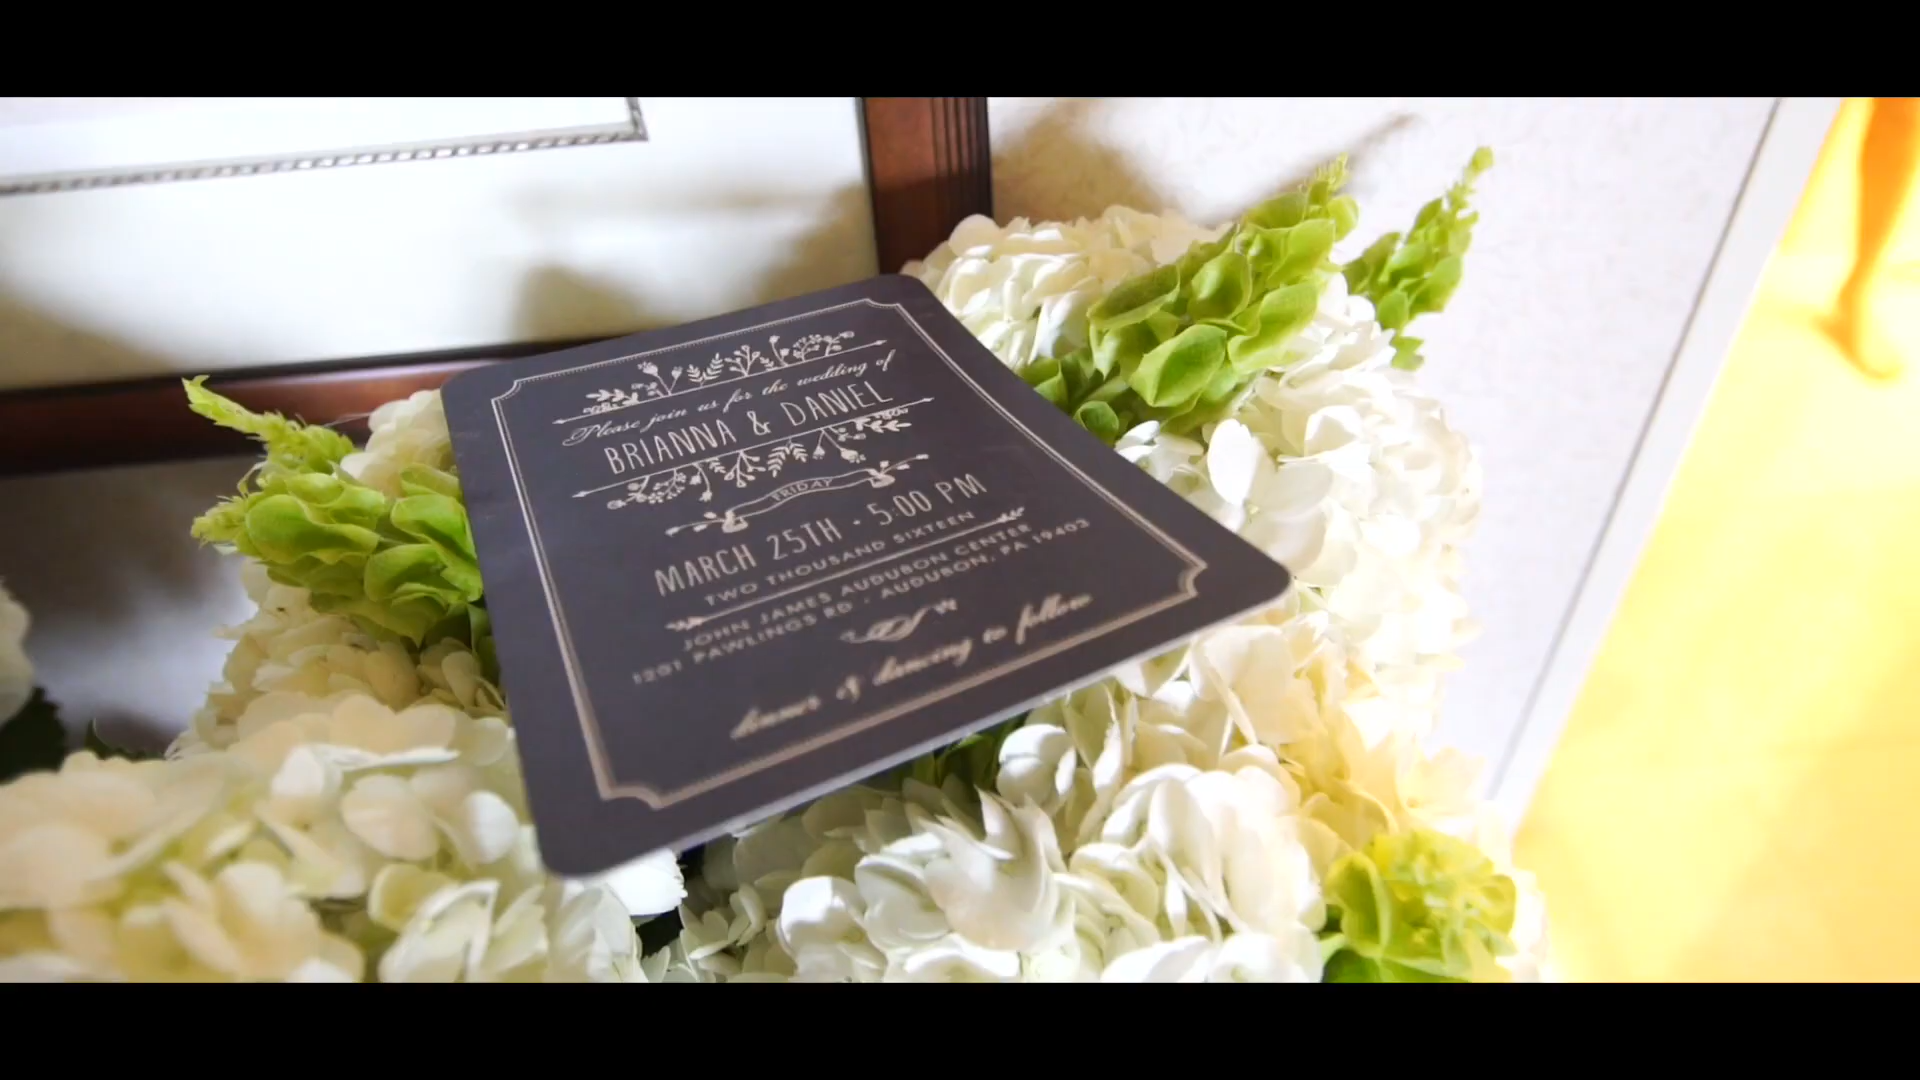 Please join us for the wedding of
BRIANNA & DANIEL
FRIDAY
MARCH 25TH · 5:00 PM
TWO THOUSAND SIXTEEN
JOHN JAMES AUDUBON CENTER
1201 PAWLINGS RD · AUDUBON, PA 19403
dinner & dancing to follow